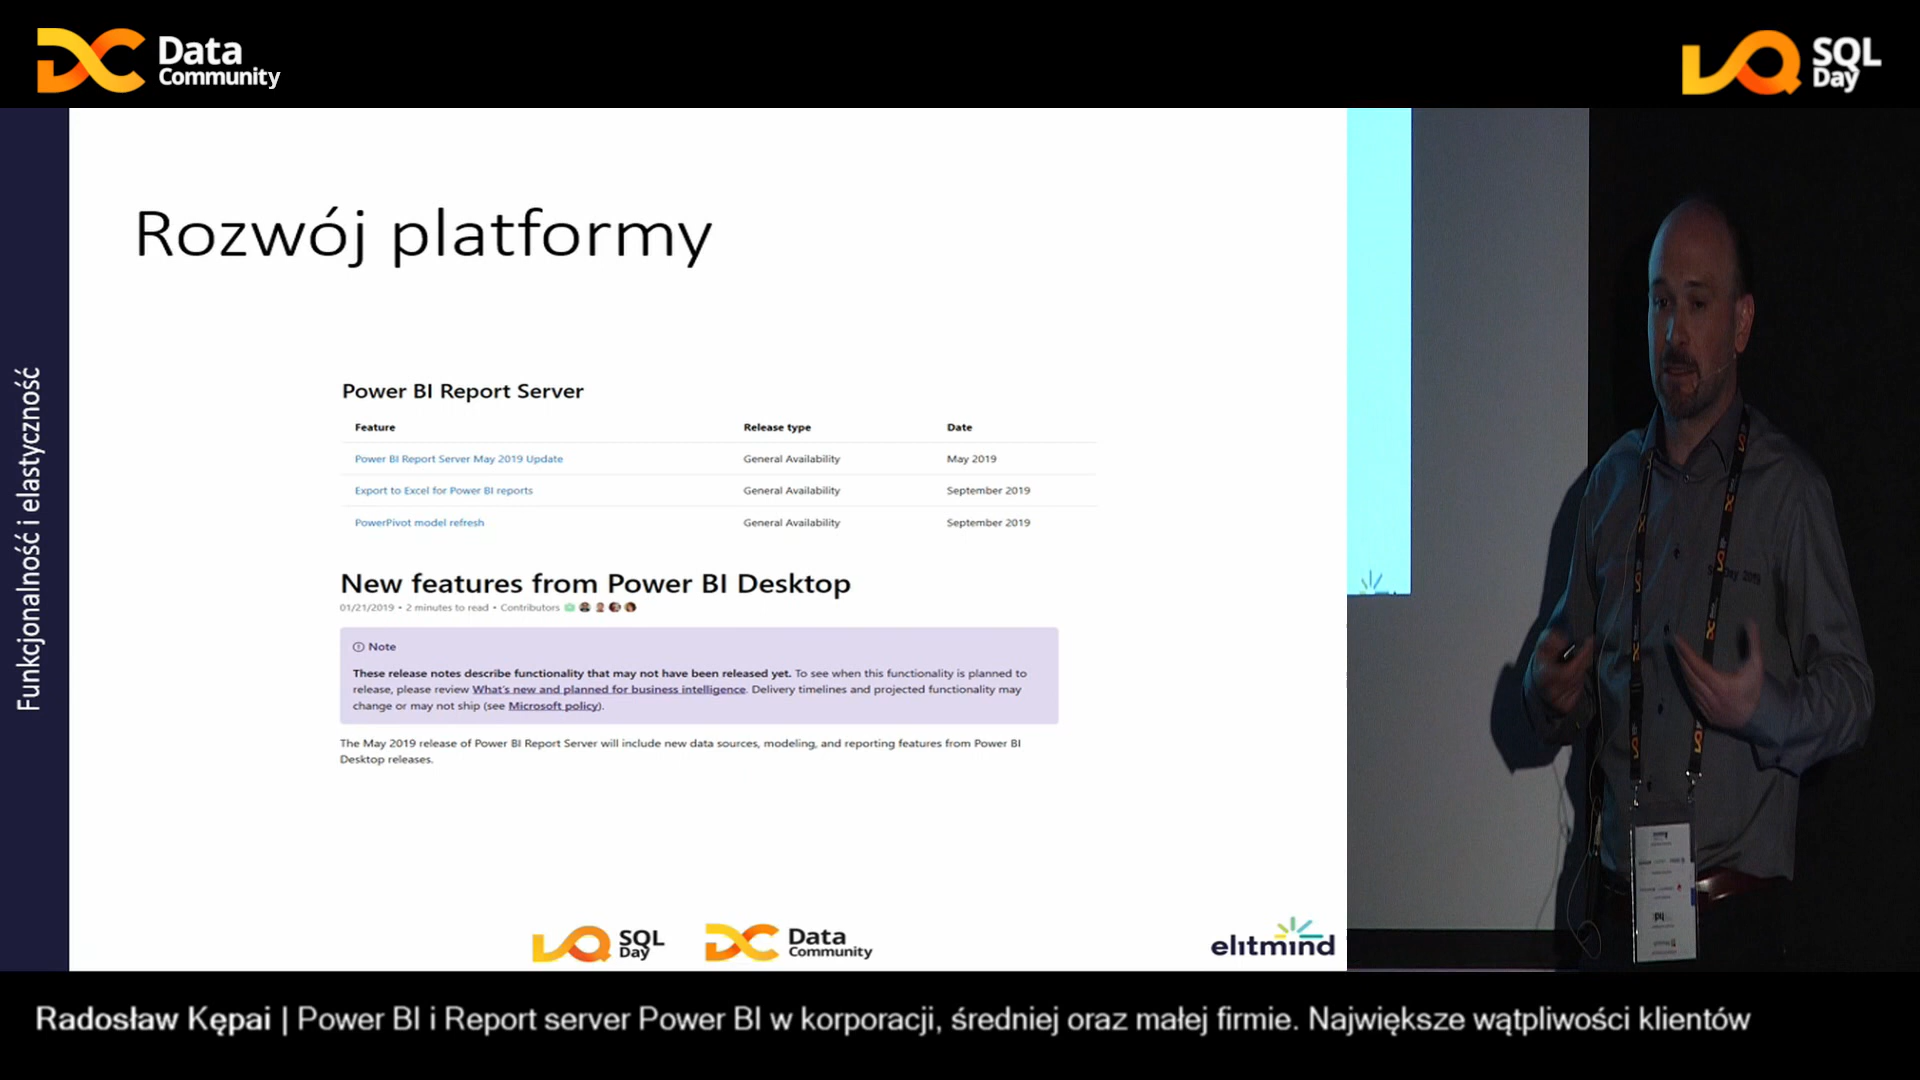 Data
Community
SQL
Day
Funkcjonalność i elastyczność
Rozwój platformy
Power BI Report Server
Feature Release type Date
Power BI Report Server May 2019 Update General Availability May 2019
Export to Excel for Power BI reports General Availability September 2019
PowerPivot model refresh General Availability September 2019
New features from Power BI Desktop
01/21/2019 • 2 minutes to read • Contributors
Note
These release notes describe functionality that may not have been released yet. To see when this functionality is planned to
release, please review What's new and planned for business intelligence. Delivery timelines and projected functionality may
change or may not ship (see Microsoft policy).
The May 2019 release of Power BI Report Server will include new data sources, modeling, and reporting features from Power BI
Desktop releases.
SQL
Day
Data
Community
elitmind
Radosław Kępai | Power BI i Report server Power BI w korporacji, średniej oraz małej firmie. Największe wątpliwości klientów